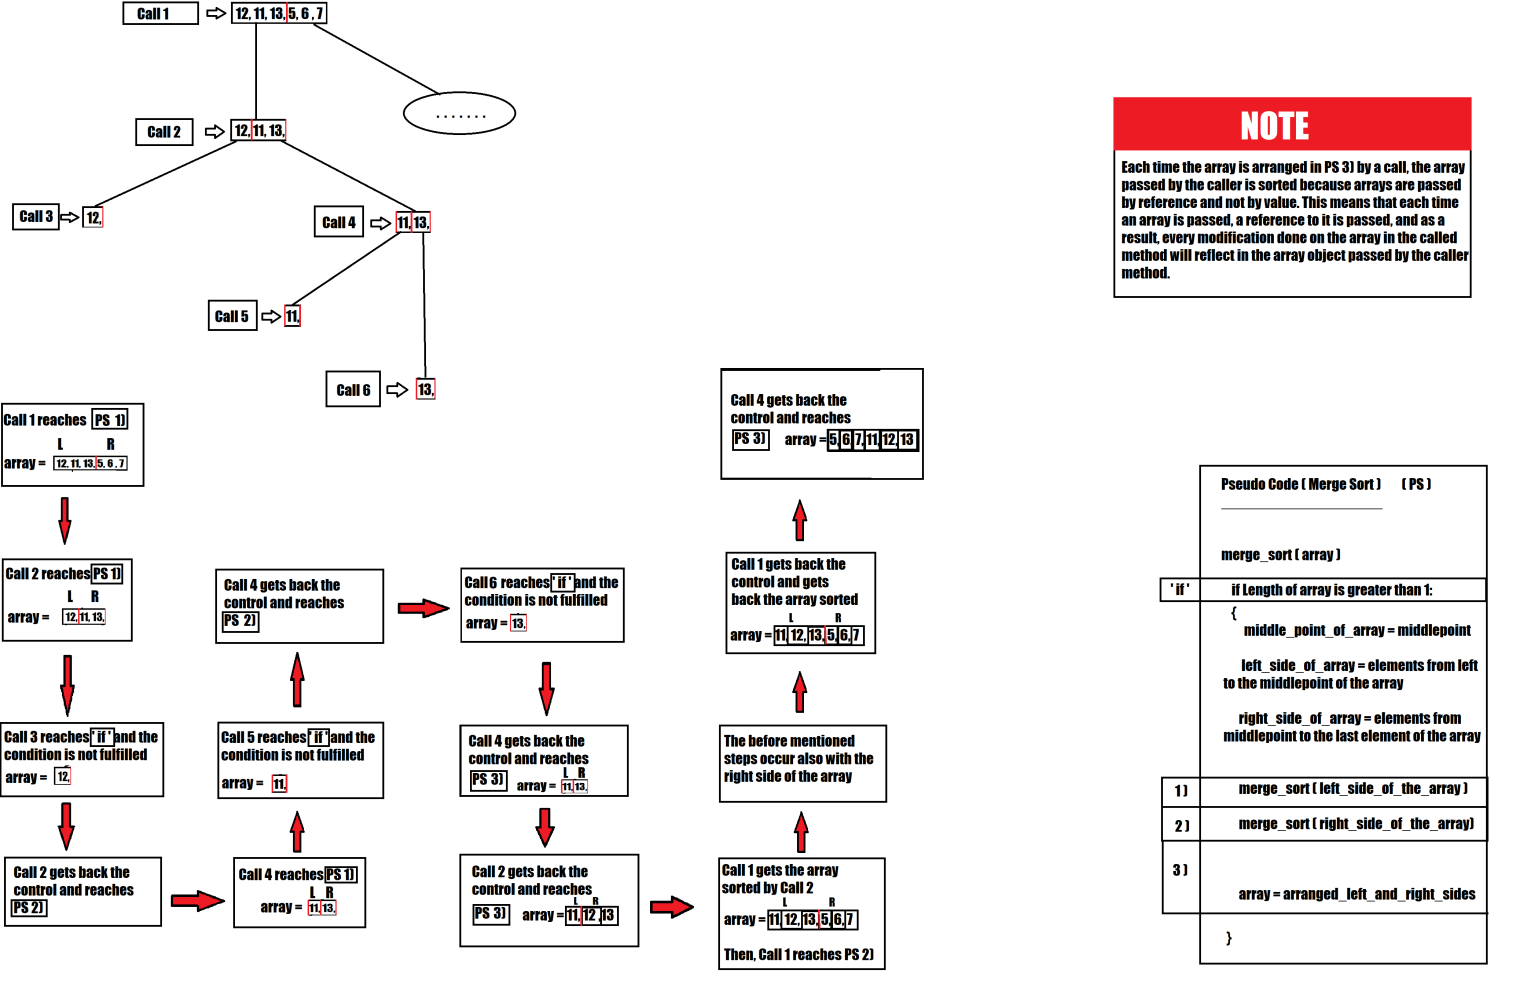 Call 1
12, 11, 13, 5, 6 , 7
.......
Call 2
12, 11, 13,
Call 3
12,
Call 4
11, 13,
Call 5
11,
Call 6
13,
NOTE
Each time the array is arranged in PS 3) by a call, the array
passed by the caller is sorted because arrays are passed
by reference and not by value. This means that each time
an array is passed, a reference to it is passed, and as a
result, every modification done on the array in the called
method will reflect in the array object passed by the caller
method.
Call 1 reaches PS 1)
L R
array = 12, 11, 13, 5, 6 , 7
Call 2 reaches PS 1)
L R
array = 12, 11, 13,
Call 3 reaches ' if ' and the
condition is not fulfilled
array = 12,
Call 2 gets back the
control and reaches
PS 2)
Call 4 reaches PS 1)
L R
array = 11, 13,
Call 5 reaches ' if ' and the
condition is not fulfilled
array = 11,
Call 4 gets back the
control and reaches
PS 2)
Call 6 reaches ' if ' and the
condition is not fulfilled
array = 13,
Call 4 gets back the
control and reaches
L R
PS 3) array = 11, 13,
Call 2 gets back the
control and reaches
L R
PS 3) array = 11, 12 , 13
Call 1 gets the array
sorted by Call 2
L R
array = 11, 12, 13, 5, 6, 7
Then, Call 1 reaches PS 2)
The before mentioned
steps occur also with the
right side of the array
Call 1 gets back the
control and gets
back the array sorted
L R
array = 11, 12, 13, 5, 6, 7
Call 4 gets back the
control and reaches
PS 3) array = 5, 6, 7, 11, 12, 13
Pseudo Code ( Merge Sort ) ( PS )
merge_sort ( array )
' if ' if Length of array is greater than 1:
{
middle_point_of_array = middlepoint
left_side_of_array = elements from left
to the middlepoint of the array
right_side_of_array = elements from
middlepoint to the last element of the array
1 ) merge_sort ( left_side_of_the_array )
2 ) merge_sort ( right_side_of_the_array)
3 )
array = arranged_left_and_right_sides
}